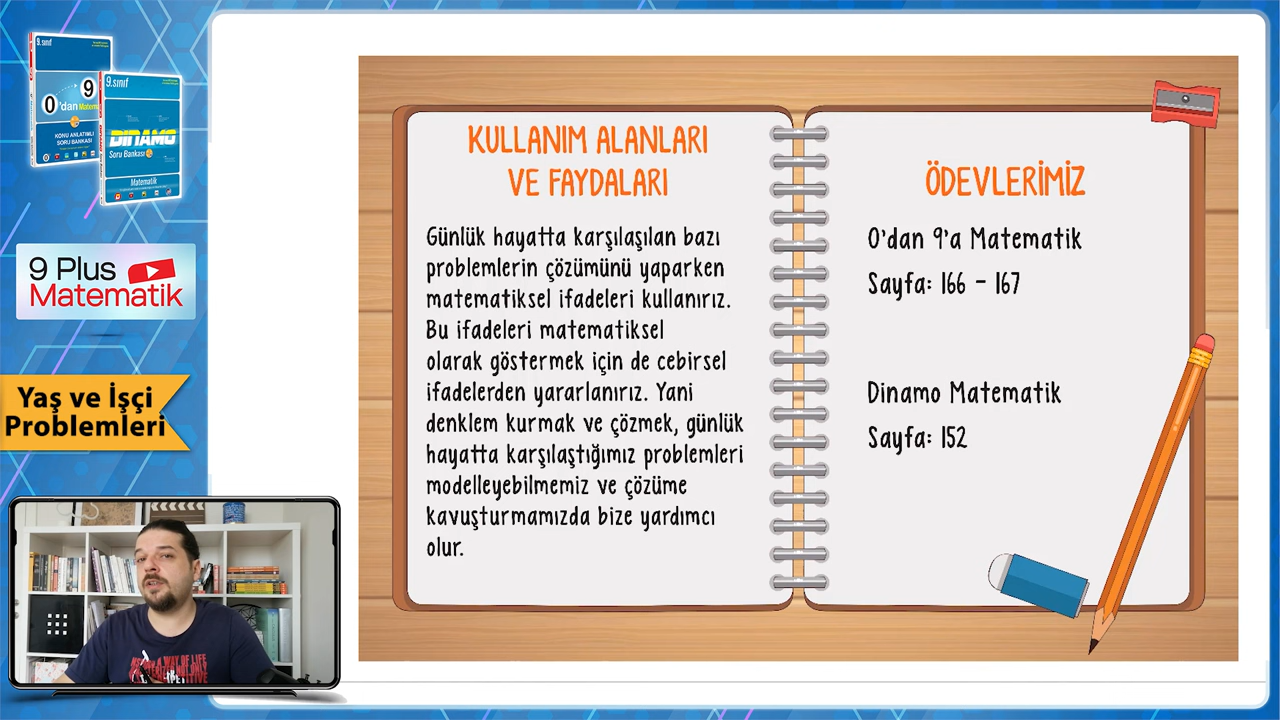 9.sınıf
0'dan 9
Matema
KONU ANLATIMLI
SORU BANKASI
9.sınıf
DİNAMO
Soru Bankası
Matematik
9 Plus
Matematik
Yaş ve İşçi
Problemleri
KULLANIM ALANLARI
VE FAYDALARI
Günlük hayatta karşılaşılan bazı
problemlerin çözümünü yaparken
matematiksel ifadeleri kullanırız.
Bu ifadeleri matematiksel
olarak göstermek için de cebirsel
ifadelerden yararlanırız. Yani
denklem kurmak ve çözmek, günlük
hayatta karşılaştığımız problemleri
modelleyebilmemiz ve çözüme
kavuşturmamızda bize yardımcı
olur.
ÖDEVLERİMİZ
0'dan 9'a Matematik
Sayfa: 166 - 167
Dinamo Matematik
Sayfa: 152